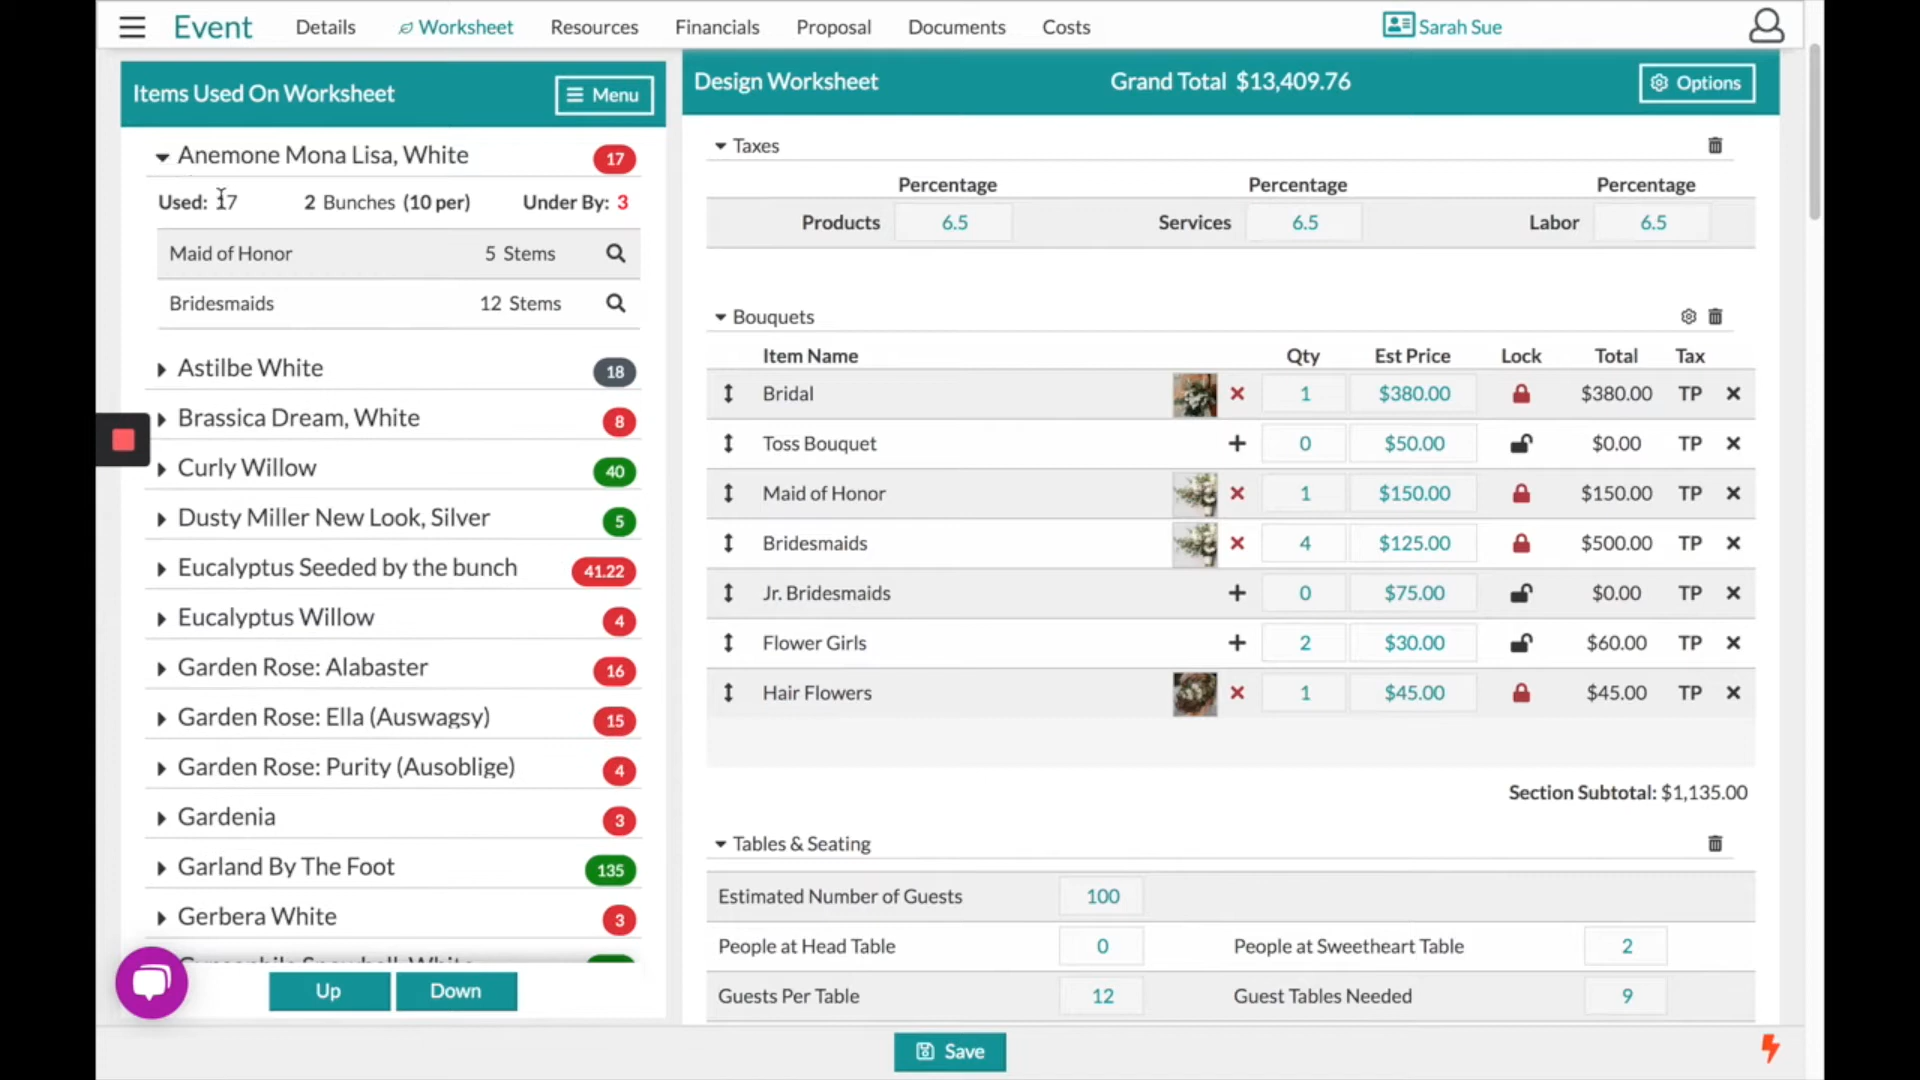 Event Details Worksheet Resources Financials Proposal Documents Costs Sarah Sue
Items Used On Worksheet Menu
Anemone Mona Lisa, White 17
Used: 17 2 Bunches (10 per) Under By: 3
Maid of Honor 5 Stems
Bridesmaids 12 Stems
Astilbe White 18
Brassica Dream, White 8
Curly Willow 40
Dusty Miller New Look, Silver 5
Eucalyptus Seeded by the bunch 41.22
Eucalyptus Willow 4
Garden Rose: Alabaster 16
Garden Rose: Ella (Auswagsy) 15
Garden Rose: Purity (Ausoblige) 4
Gardenia 3
Garland By The Foot 135
Gerbera White 3
Up Down
Design Worksheet Grand Total $13,409.76 Options
Taxes
Percentage Percentage Percentage
Products 6.5 Services 6.5 Labor 6.5
Bouquets
Item Name Qty Est Price Lock Total Tax
Bridal 1 $380.00 $380.00 TP
Toss Bouquet 0 $50.00 $0.00 TP
Maid of Honor 1 $150.00 $150.00 TP
Bridesmaids 4 $125.00 $500.00 TP
Jr. Bridesmaids 0 $75.00 $0.00 TP
Flower Girls 2 $30.00 $60.00 TP
Hair Flowers 1 $45.00 $45.00 TP
Section Subtotal: $1,135.00
Tables & Seating
Estimated Number of Guests 100
People at Head Table 0 People at Sweetheart Table 2
Guests Per Table 12 Guest Tables Needed 9
Save